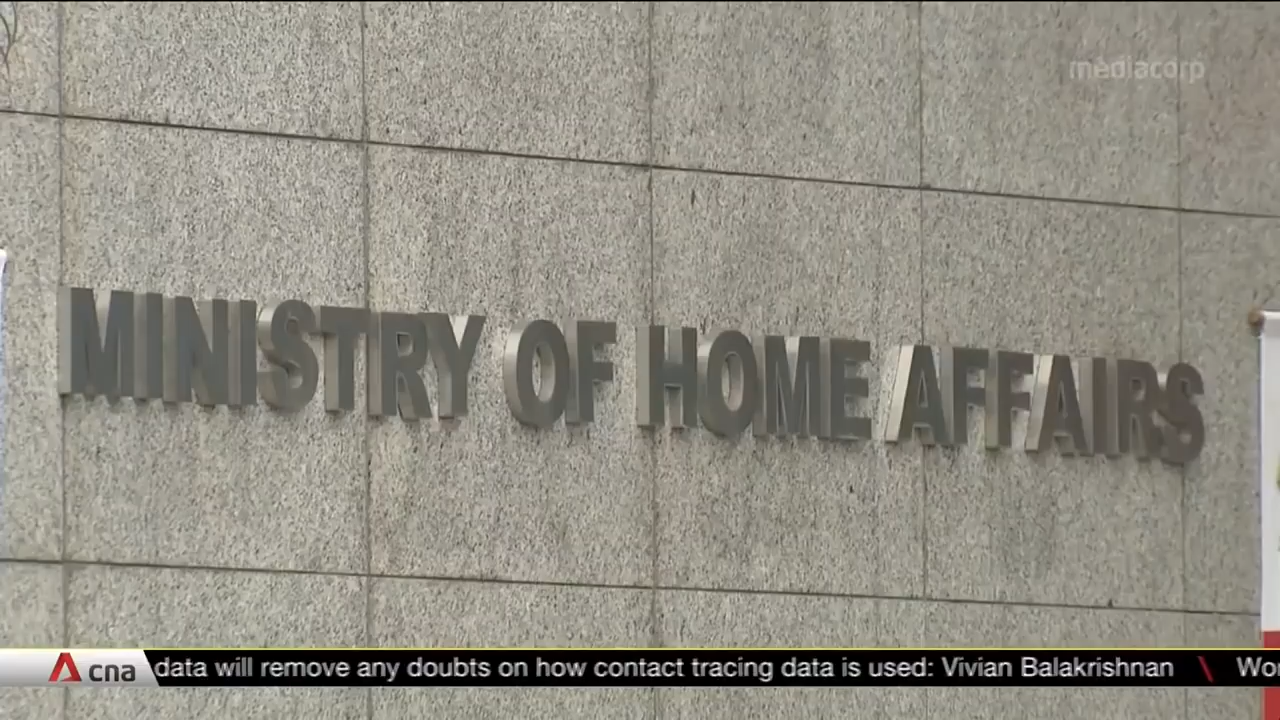 mediacorp
MINISTRY OF HOME AFFAIRS
cna data will remove any doubts on how contact tracing data is used: Vivian Balakrishnan \